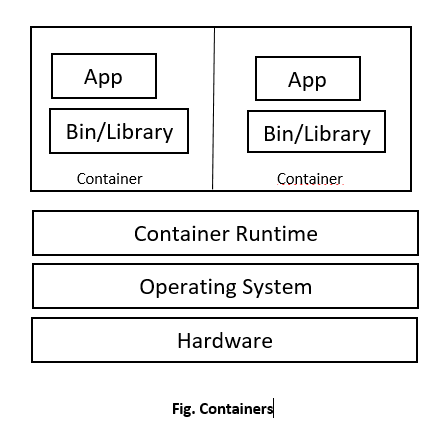 App
App
Bin/Library
Bin/Library
Container
Container
Container Runtime
Operating System
Hardware
Fig. Containers